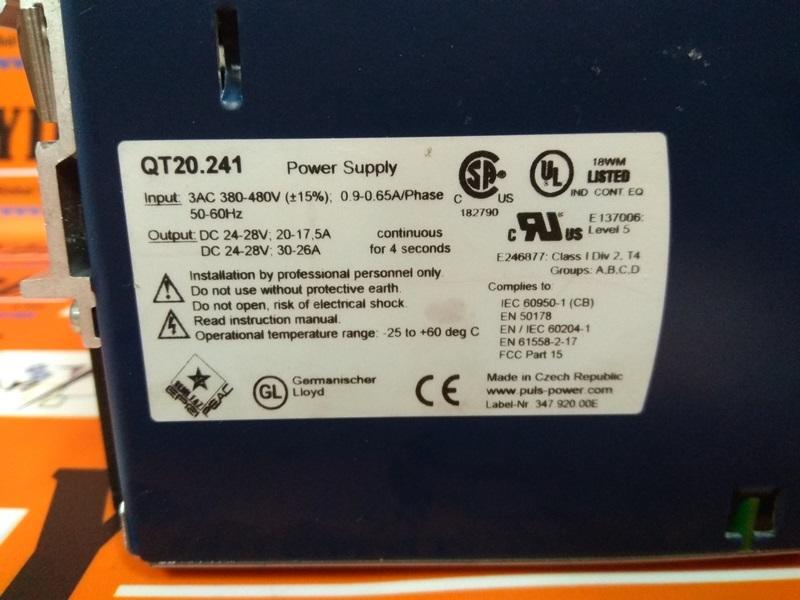 QT20.241 Power Supply
Input: 3AC 380-480V (±15%); 0.9-0.65A/Phase
50-60Hz
Output: DC 24-28V; 20-17,5A continuous
DC 24-28V; 30-26A for 4 seconds
Installation by professional personnel only.
Do not use without protective earth.
Do not open, risk of electrical shock.
Read instruction manual.
Operational temperature range: -25 to +60 deg C
SEMI F47
GL Germanischer
Lloyd
CE
C SA US
182790
UL 18WM
LISTED
IND CONT. EQ
c UR US E137006:
Level 5
E246877: Class I Div 2, T4
Groups: A,B,C,D
Complies to:
IEC 60950-1 (CB)
EN 50178
EN / IEC 60204-1
EN 61558-2-17
FCC Part 15
Made in Czech Republic
www.puls-power.com
Label-Nr 347 920 00E